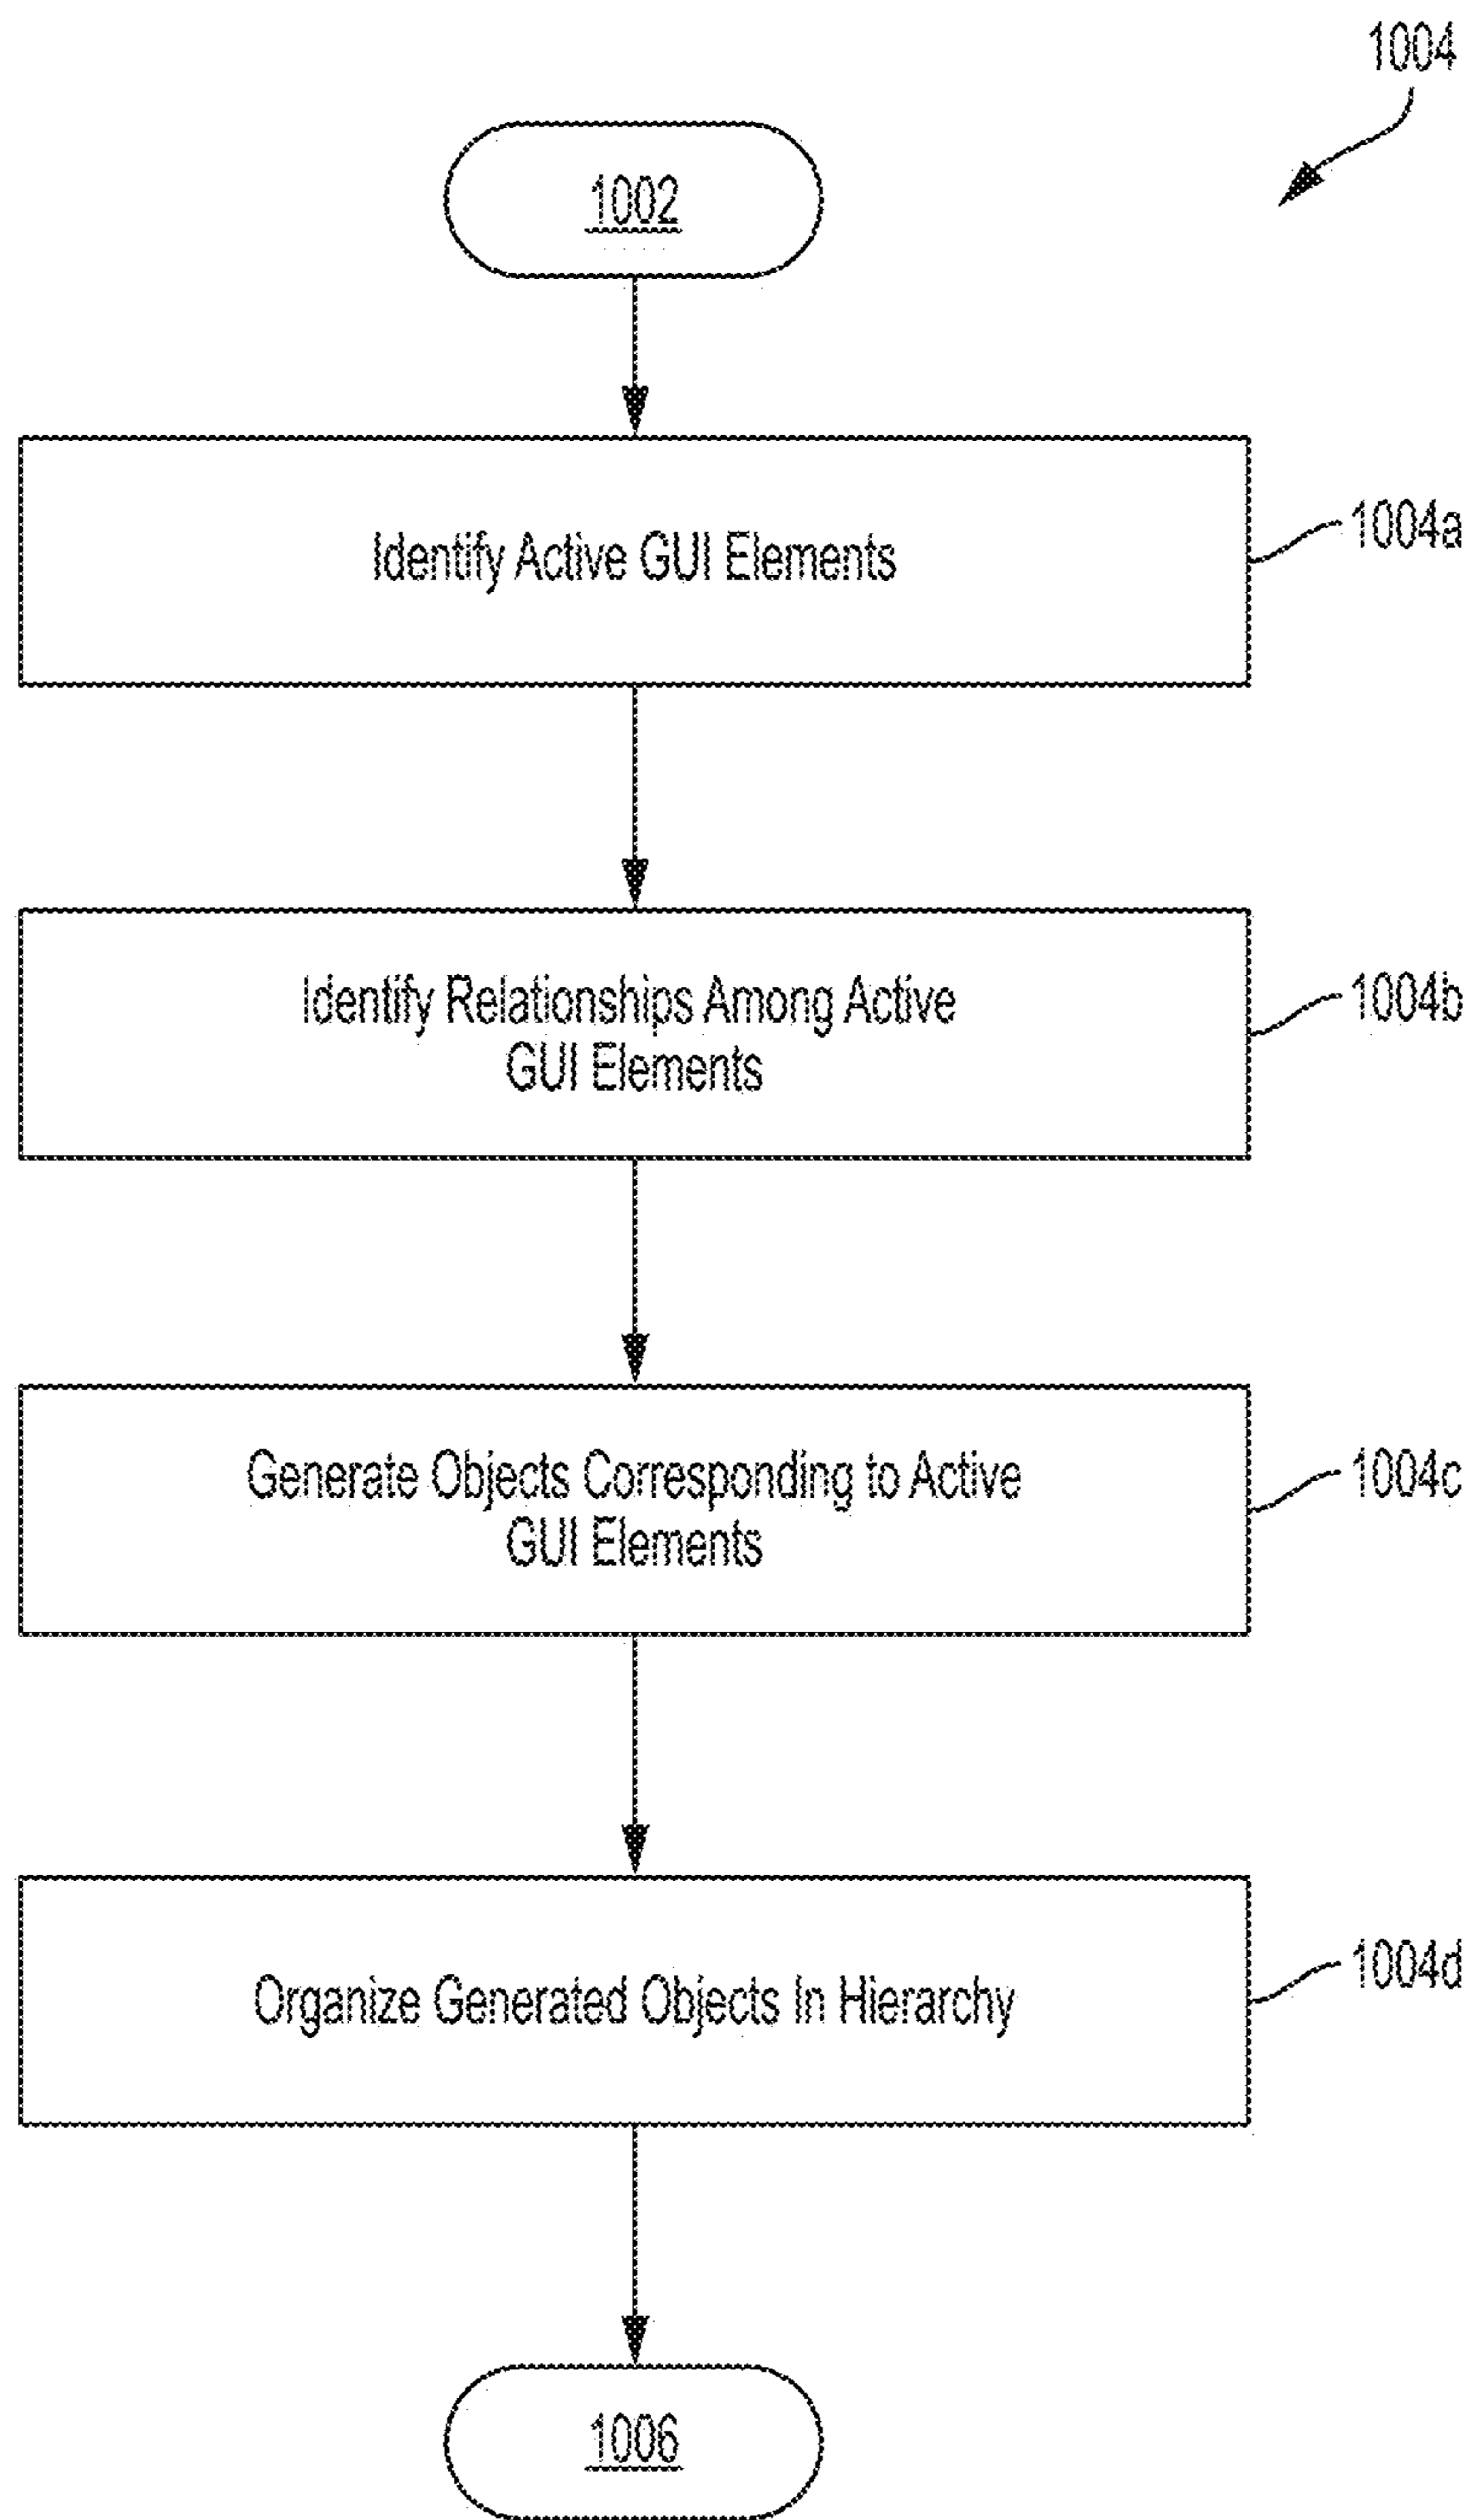 1004
1002
Identify Active GUI Elements
1004a
Identify Relationships Among Active
GUI Elements
1004b
Generate Objects Corresponding to Active
GUI Elements
1004c
Organize Generated Objects In Hierarchy
1004d
1006